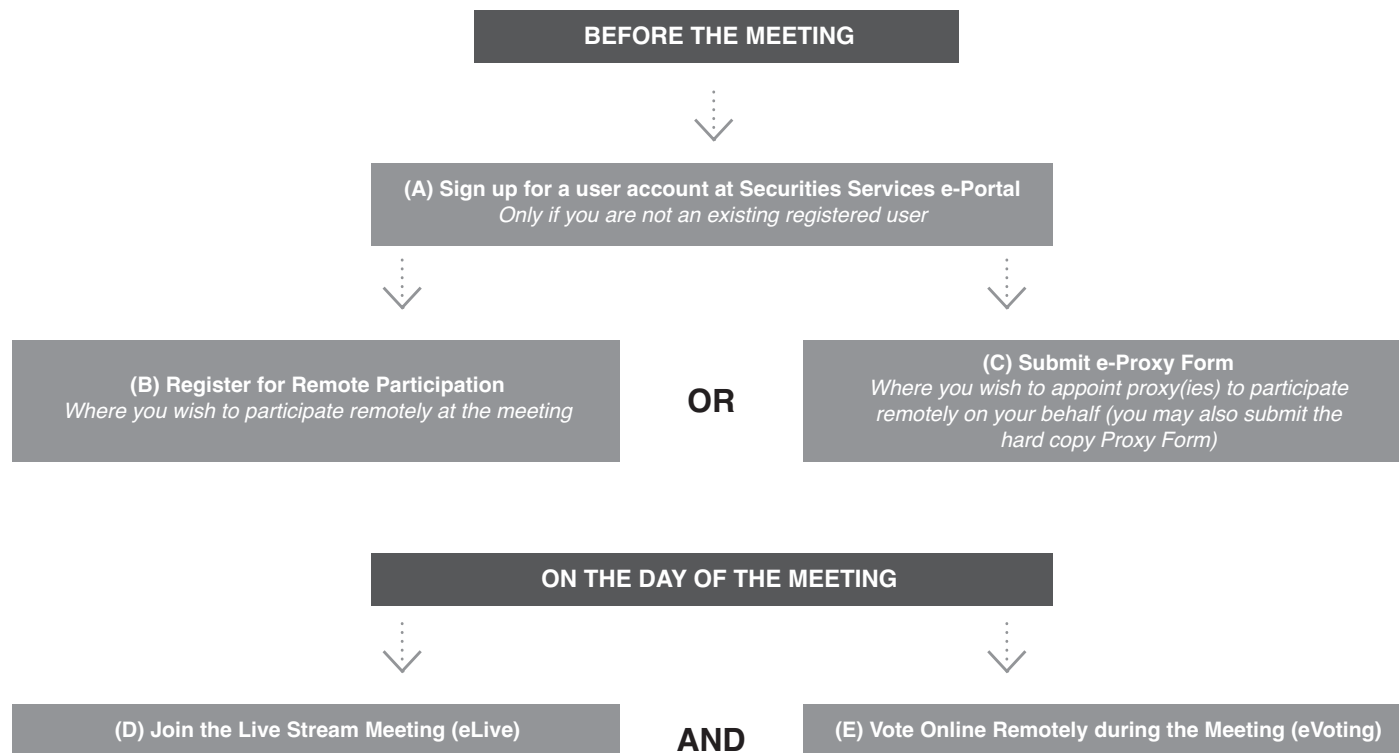 BEFORE THE MEETING
(A) Sign up for a user account at Securities Services e-Portal
Only if you are not an existing registered user
(B) Register for Remote Participation
Where you wish to participate remotely at the meeting
OR
(C) Submit e-Proxy Form
Where you wish to appoint proxy(ies) to participate
remotely on your behalf (you may also submit the
hard copy Proxy Form)
ON THE DAY OF THE MEETING
(D) Join the Live Stream Meeting (eLive)
AND
(E) Vote Online Remotely during the Meeting (eVoting)